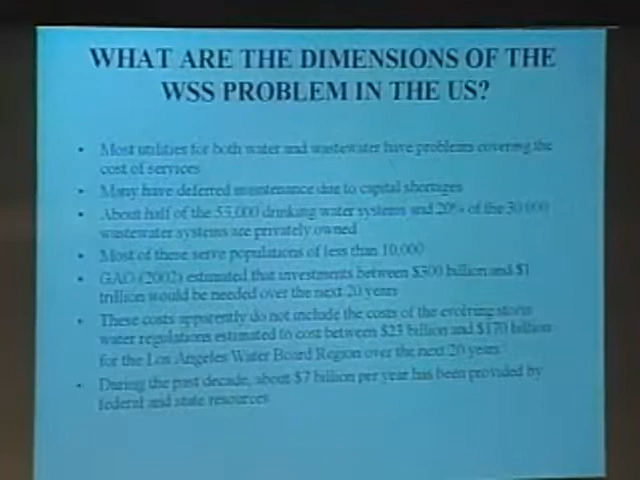 WHAT ARE THE DIMENSIONS OF THE
WSS PROBLEM IN THE US?
• Most utilities for both water and wastewater have problems covering the
cost of services
• Many have deferred maintenance due to capital shortages
• About half of the 55,000 drinking water systems and 20% of the 30,000
wastewater systems are privately owned
• Most of these serve populations of less than 10,000
• GAO (2002) estimated that investments between $300 billion and $1
trillion would be needed over the next 20 years
• These costs apparently do not include the costs of the evolving storm
water regulations estimated to cost between $23 billion and $170 billion
for the Los Angeles Water Board Region over the next 20 years
• During the past decade, about $7 billion per year has been provided by
federal and state resources